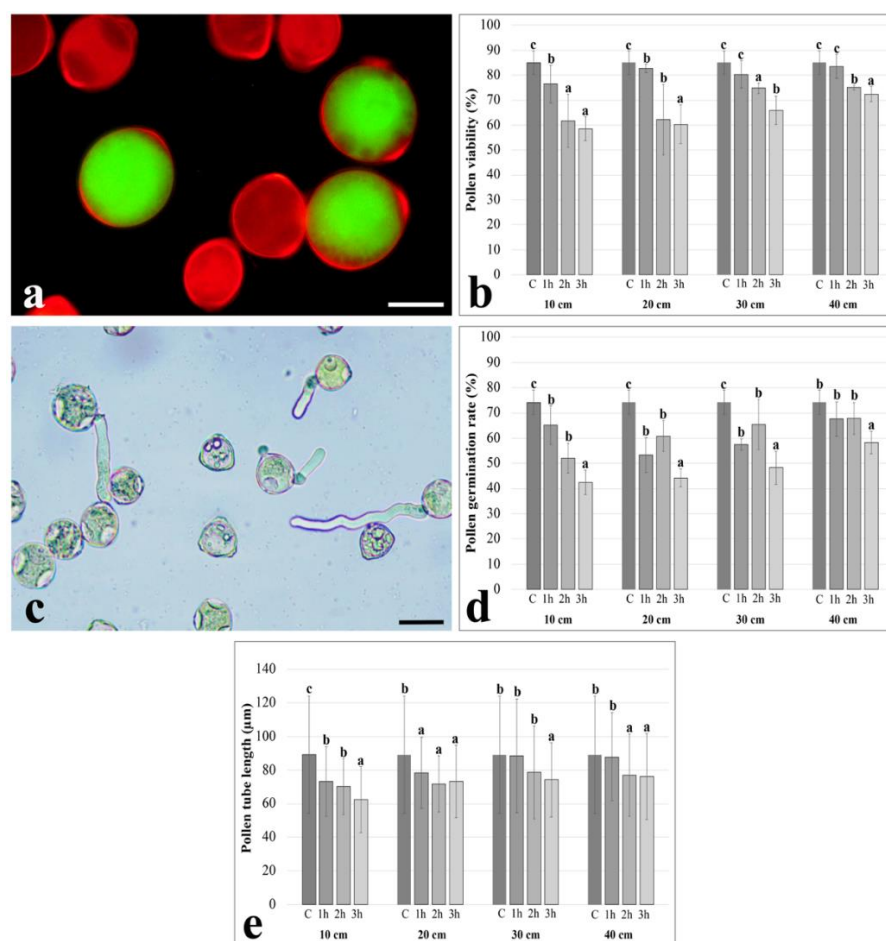 a
b
Pollen viability (%)
100
90
80
70
60
50
40
30
20
10
0
c b a a c b b a c c a b c c b a
C 1h 2h 3h C 1h 2h 3h C 1h 2h 3h C 1h 2h 3h
10 cm 20 cm 30 cm 40 cm
c
d
Pollen germination rate (%)
100
90
80
70
60
50
40
30
20
10
0
c b b a c b b a c b b a b b b a
C 1h 2h 3h C 1h 2h 3h C 1h 2h 3h C 1h 2h 3h
10 cm 20 cm 30 cm 40 cm
e
Pollen tube length (µm)
140
120
100
80
60
40
20
0
c b b a b a a a b b b a b b a a
C 1h 2h 3h C 1h 2h 3h C 1h 2h 3h C 1h 2h 3h
10 cm 20 cm 30 cm 40 cm